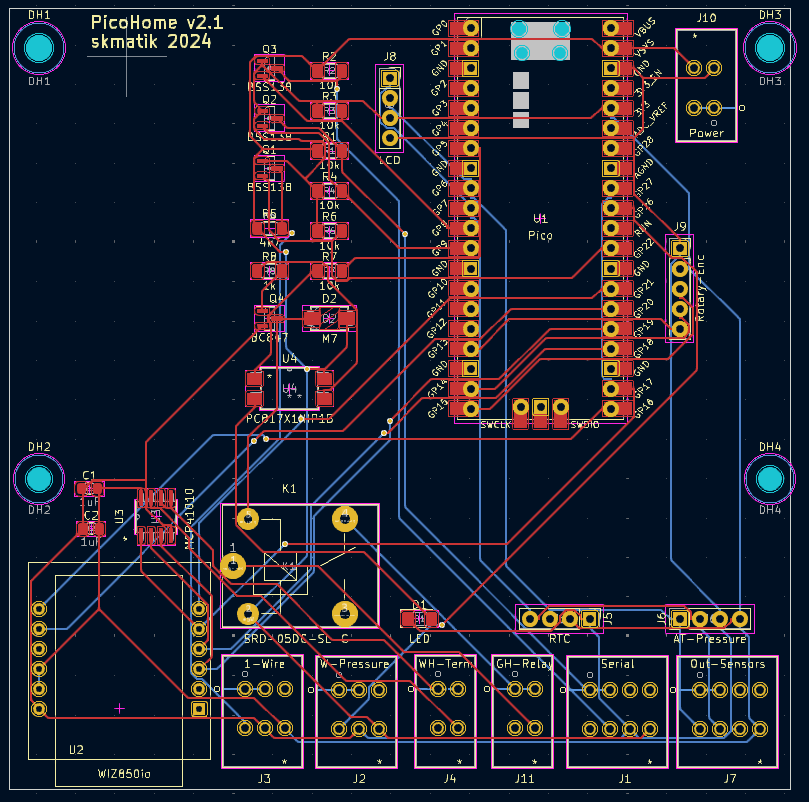 PicoHome v2.1
skmatik 2024
DH1
DH1
DH3
DH3
J10
Power
J8
LCD
Q3
BSS138
Q2
BSS138
Q1
BSS138
R2
10k
R3
10k
10k
R4
10k
R6
10k
R5
4k7
R8
1k
10k
Q4
BC847
D2
D2
M7
U4
U4
GP0
GP1
GND
GP2
GP3
GP4
GP5
GND
GP6
GP7
GP8
GP9
GND
GP10
GP11
GP12
GP13
GND
GP14
GP15
VBUS
VSYS
GND
3V3
GP28
AGND
GP27
GP26
RUN
GP22
GND
GP21
GP20
GP19
GP18
GND
GP17
GP16
U1
Pico
SWCLK
SWDIO
J9
Rotary-Enc
DH2
DH2
DH4
DH4
C1
1uF
C2
1uF
U3
MCP41010
K1
K1
1
SRD-05DC-SL C
LED
J5
RTC
J6
AT-Pressure
1-Wire
J3
W-Pressure
J2
WH-Term
J4
GH-Relay
J11
Serial
J1
Out-Sensors
J7
U2
WIZ850io